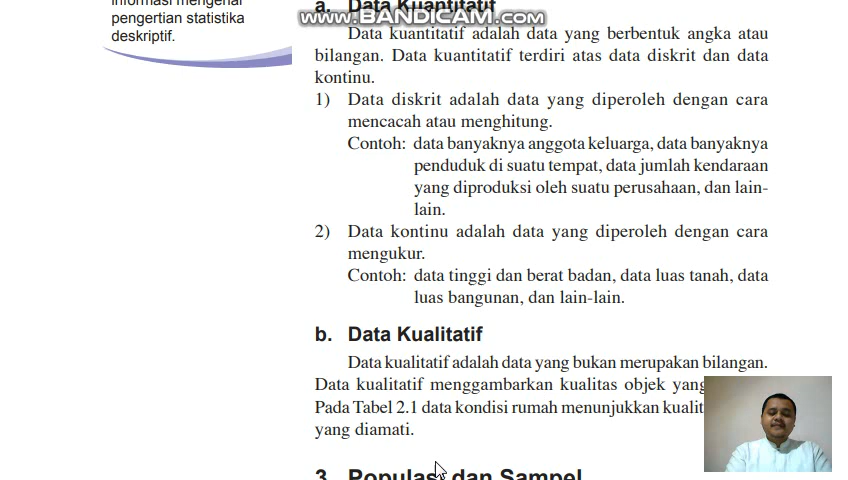 informasi mengenai
pengertian statistika
deskriptif.
www.BANDICAM.com
a. Data Kuantitatif
Data kuantitatif adalah data yang berbentuk angka atau
bilangan. Data kuantitatif terdiri atas data diskrit dan data
kontinu.
1) Data diskrit adalah data yang diperoleh dengan cara
mencacah atau menghitung.
Contoh: data banyaknya anggota keluarga, data banyaknya
penduduk di suatu tempat, data jumlah kendaraan
yang diproduksi oleh suatu perusahaan, dan lain-
lain.
2) Data kontinu adalah data yang diperoleh dengan cara
mengukur.
Contoh: data tinggi dan berat badan, data luas tanah, data
luas bangunan, dan lain-lain.
b. Data Kualitatif
Data kualitatif adalah data yang bukan merupakan bilangan.
Data kualitatif menggambarkan kualitas objek yang
Pada Tabel 2.1 data kondisi rumah menunjukkan
yang diamati.
3 Populasi dan Sampel